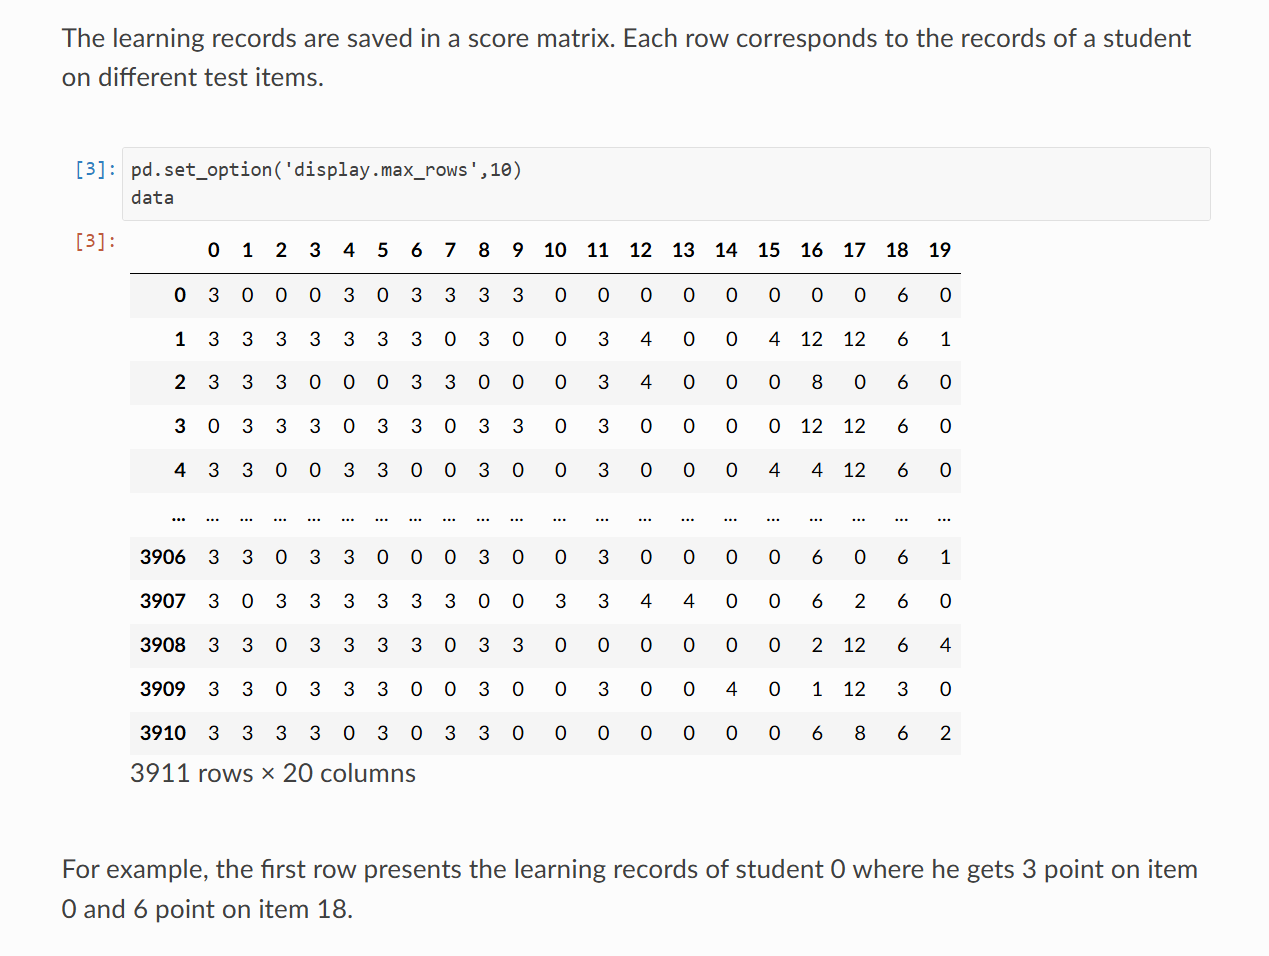 The learning records are saved in a score matrix. Each row corresponds to the records of a student
on different test items.
[3]: pd.set_option('display.max_rows',10)
data
[3]:
0 1 2 3 4 5 6 7 8 9 10 11 12 13 14 15 16 17 18 19
0 3 0 0 0 3 0 3 3 3 3 0 0 0 0 0 0 0 0 6 0
1 3 3 3 3 3 3 3 0 3 0 0 3 4 0 0 4 12 12 6 1
2 3 3 3 0 0 0 3 3 0 0 0 3 4 0 0 0 8 0 6 0
3 0 3 3 3 0 3 3 0 3 3 0 3 0 0 0 0 12 12 6 0
4 3 3 0 0 3 3 0 0 3 0 0 3 0 0 0 4 4 12 6 0
... ... ... ... ... ... ... ... ... ... ... ... ... ... ... ... ... ... ... ... ...
3906 3 3 0 3 3 0 0 0 3 0 0 3 0 0 0 0 6 0 6 1
3907 3 0 3 3 3 3 3 3 0 0 3 3 4 4 0 0 6 2 6 0
3908 3 3 0 3 3 3 3 0 3 3 0 0 0 0 0 0 2 12 6 4
3909 3 3 0 3 3 3 0 0 3 0 0 3 0 0 4 0 1 12 3 0
3910 3 3 3 3 0 3 0 3 3 0 0 0 0 0 0 0 6 8 6 2
3911 rows × 20 columns
For example, the first row presents the learning records of student 0 where he gets 3 point on item
0 and 6 point on item 18.